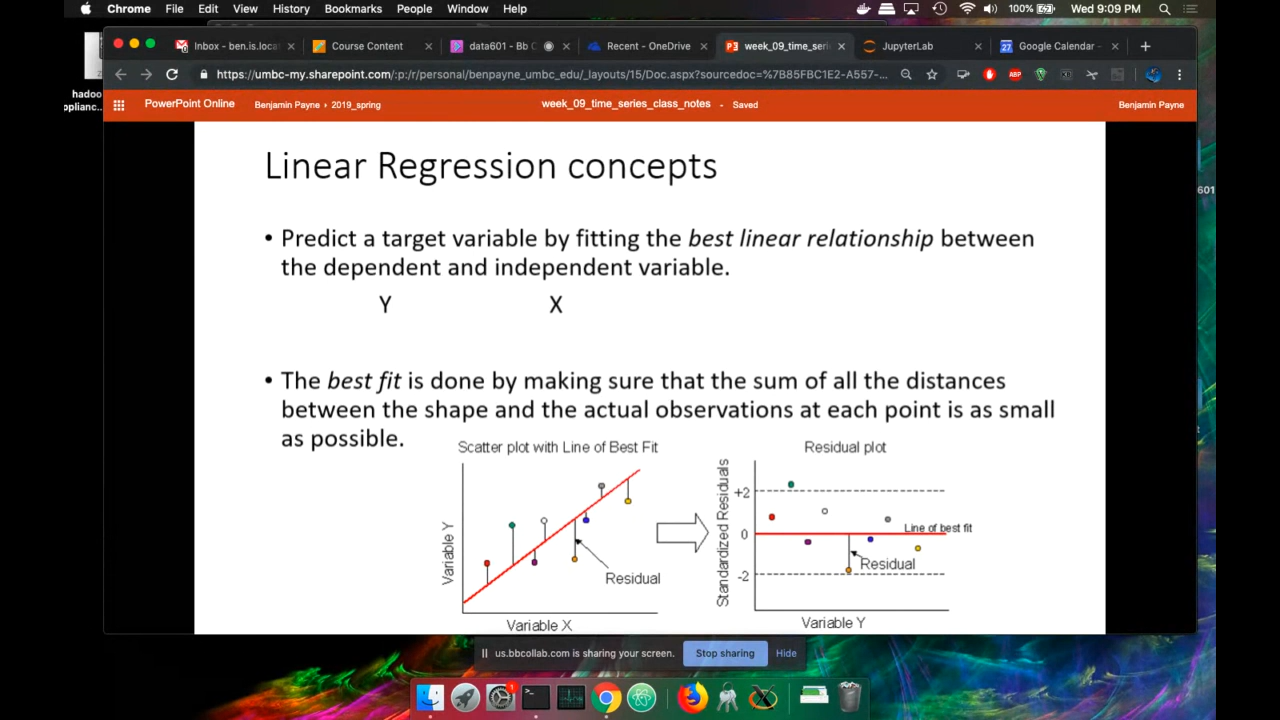 Chrome File Edit View History Bookmarks People Window Help 100% Wed 9:09 PM
Inbox - ben.is.loca
Course Content
data601 - Bb C
Recent - OneDrive
week_09_time_seri
JupyterLab
Google Calendar -
27
https://umbc-my.sharepoint.com/:p:/r/personal/benpayne_umbc_edu/_layouts/15/Doc.aspx?sourcedoc=%7B85FBC1E2-A557-...
ABP
hadoo
pplianc...
PowerPoint Online
Benjamin Payne › 2019_spring
week_09_time_series_class_notes - Saved
Benjamin Payne
601
Linear Regression concepts
• Predict a target variable by fitting the best linear relationship between
the dependent and independent variable.
Y X
• The best fit is done by making sure that the sum of all the distances
between the shape and the actual observations at each point is as small
as possible.
Scatter plot with Line of Best Fit
Variable Y
Residual
Variable X
Residual plot
Standardized Residuals
+2
0
-2
Line of best fit
Residual
Variable Y
us.bbcollab.com is sharing your screen.
Stop sharing
Hide
1